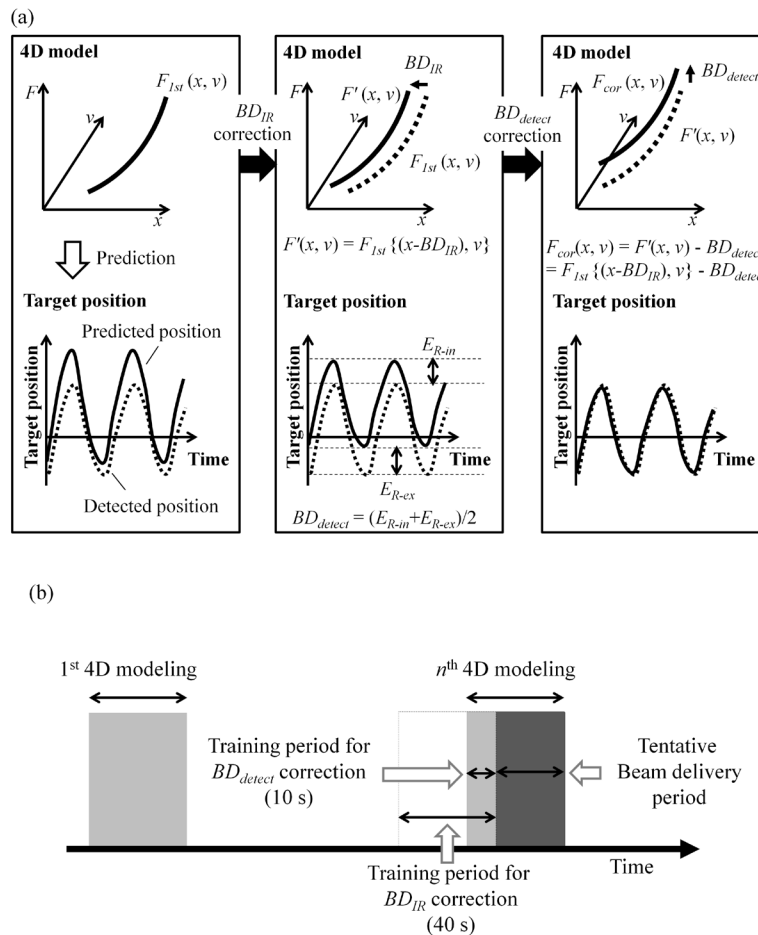 (a)
4D model
F
v
x
F1st (x, v)
Prediction
Target position
Predicted position
Target position
0
Time
Detected position
BDIR
correction
4D model
BDIR
F' (x, v)
F
v
F1st (x, v)
x
F'(x, v) = F1st {(x-BDIR), v}
Target position
ER-in
Target position
0
Time
ER-ex
BDdetect = (ER-in+ER-ex)/2
BDdetect
correction
4D model
Fcor (x, v)
BDdetect
F
v
F'(x, v)
x
Fcor(x, v) = F'(x, v) - BDdetect
= F1st {(x-BDIR), v} - BDdetect
Target position
Target position
0
Time
(b)
1st 4D modeling
nth 4D modeling
Training period for
BDdetect correction
(10 s)
Tentative
Beam delivery
period
Time
Training period for
BDIR correction
(40 s)